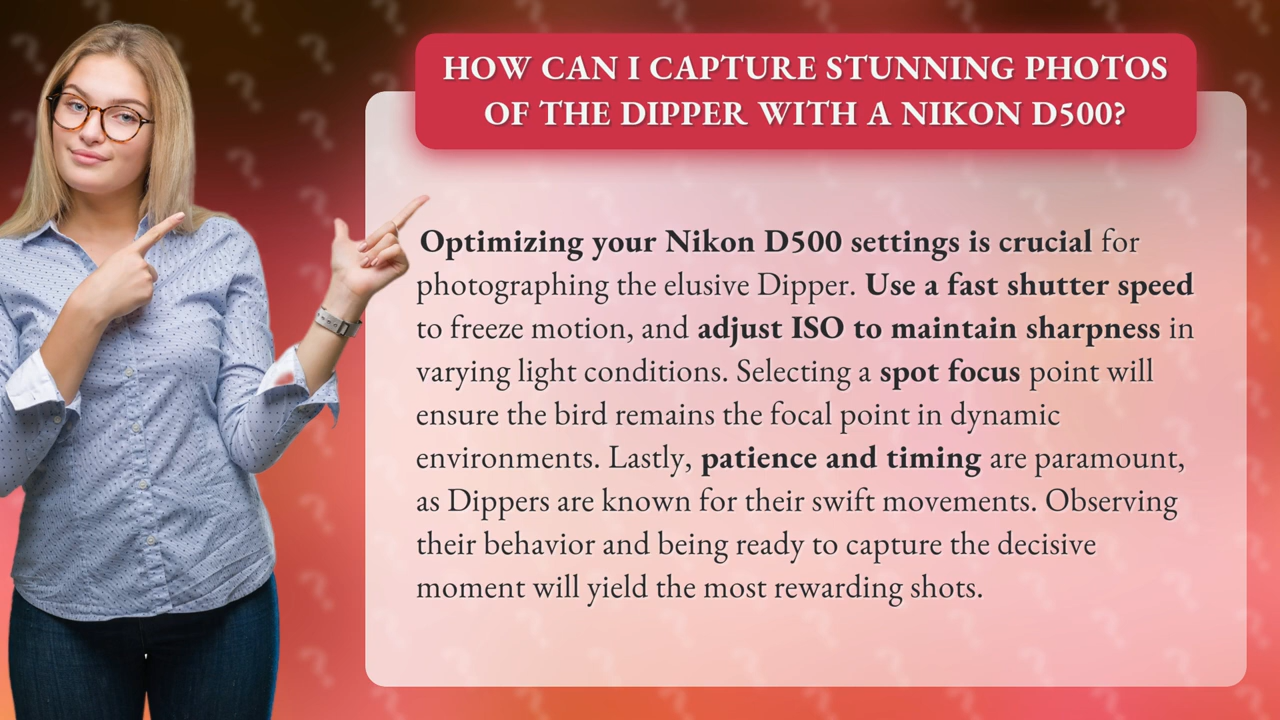 HOW CAN I CAPTURE STUNNING PHOTOS
OF THE DIPPER WITH A NIKON D500?
Optimizing your Nikon D500 settings is crucial for
photographing the elusive Dipper. Use a fast shutter speed
to freeze motion, and adjust ISO to maintain sharpness in
varying light conditions. Selecting a spot focus point will
ensure the bird remains the focal point in dynamic
environments. Lastly, patience and timing are paramount,
as Dippers are known for their swift movements. Observing
their behavior and being ready to capture the decisive
moment will yield the most rewarding shots.